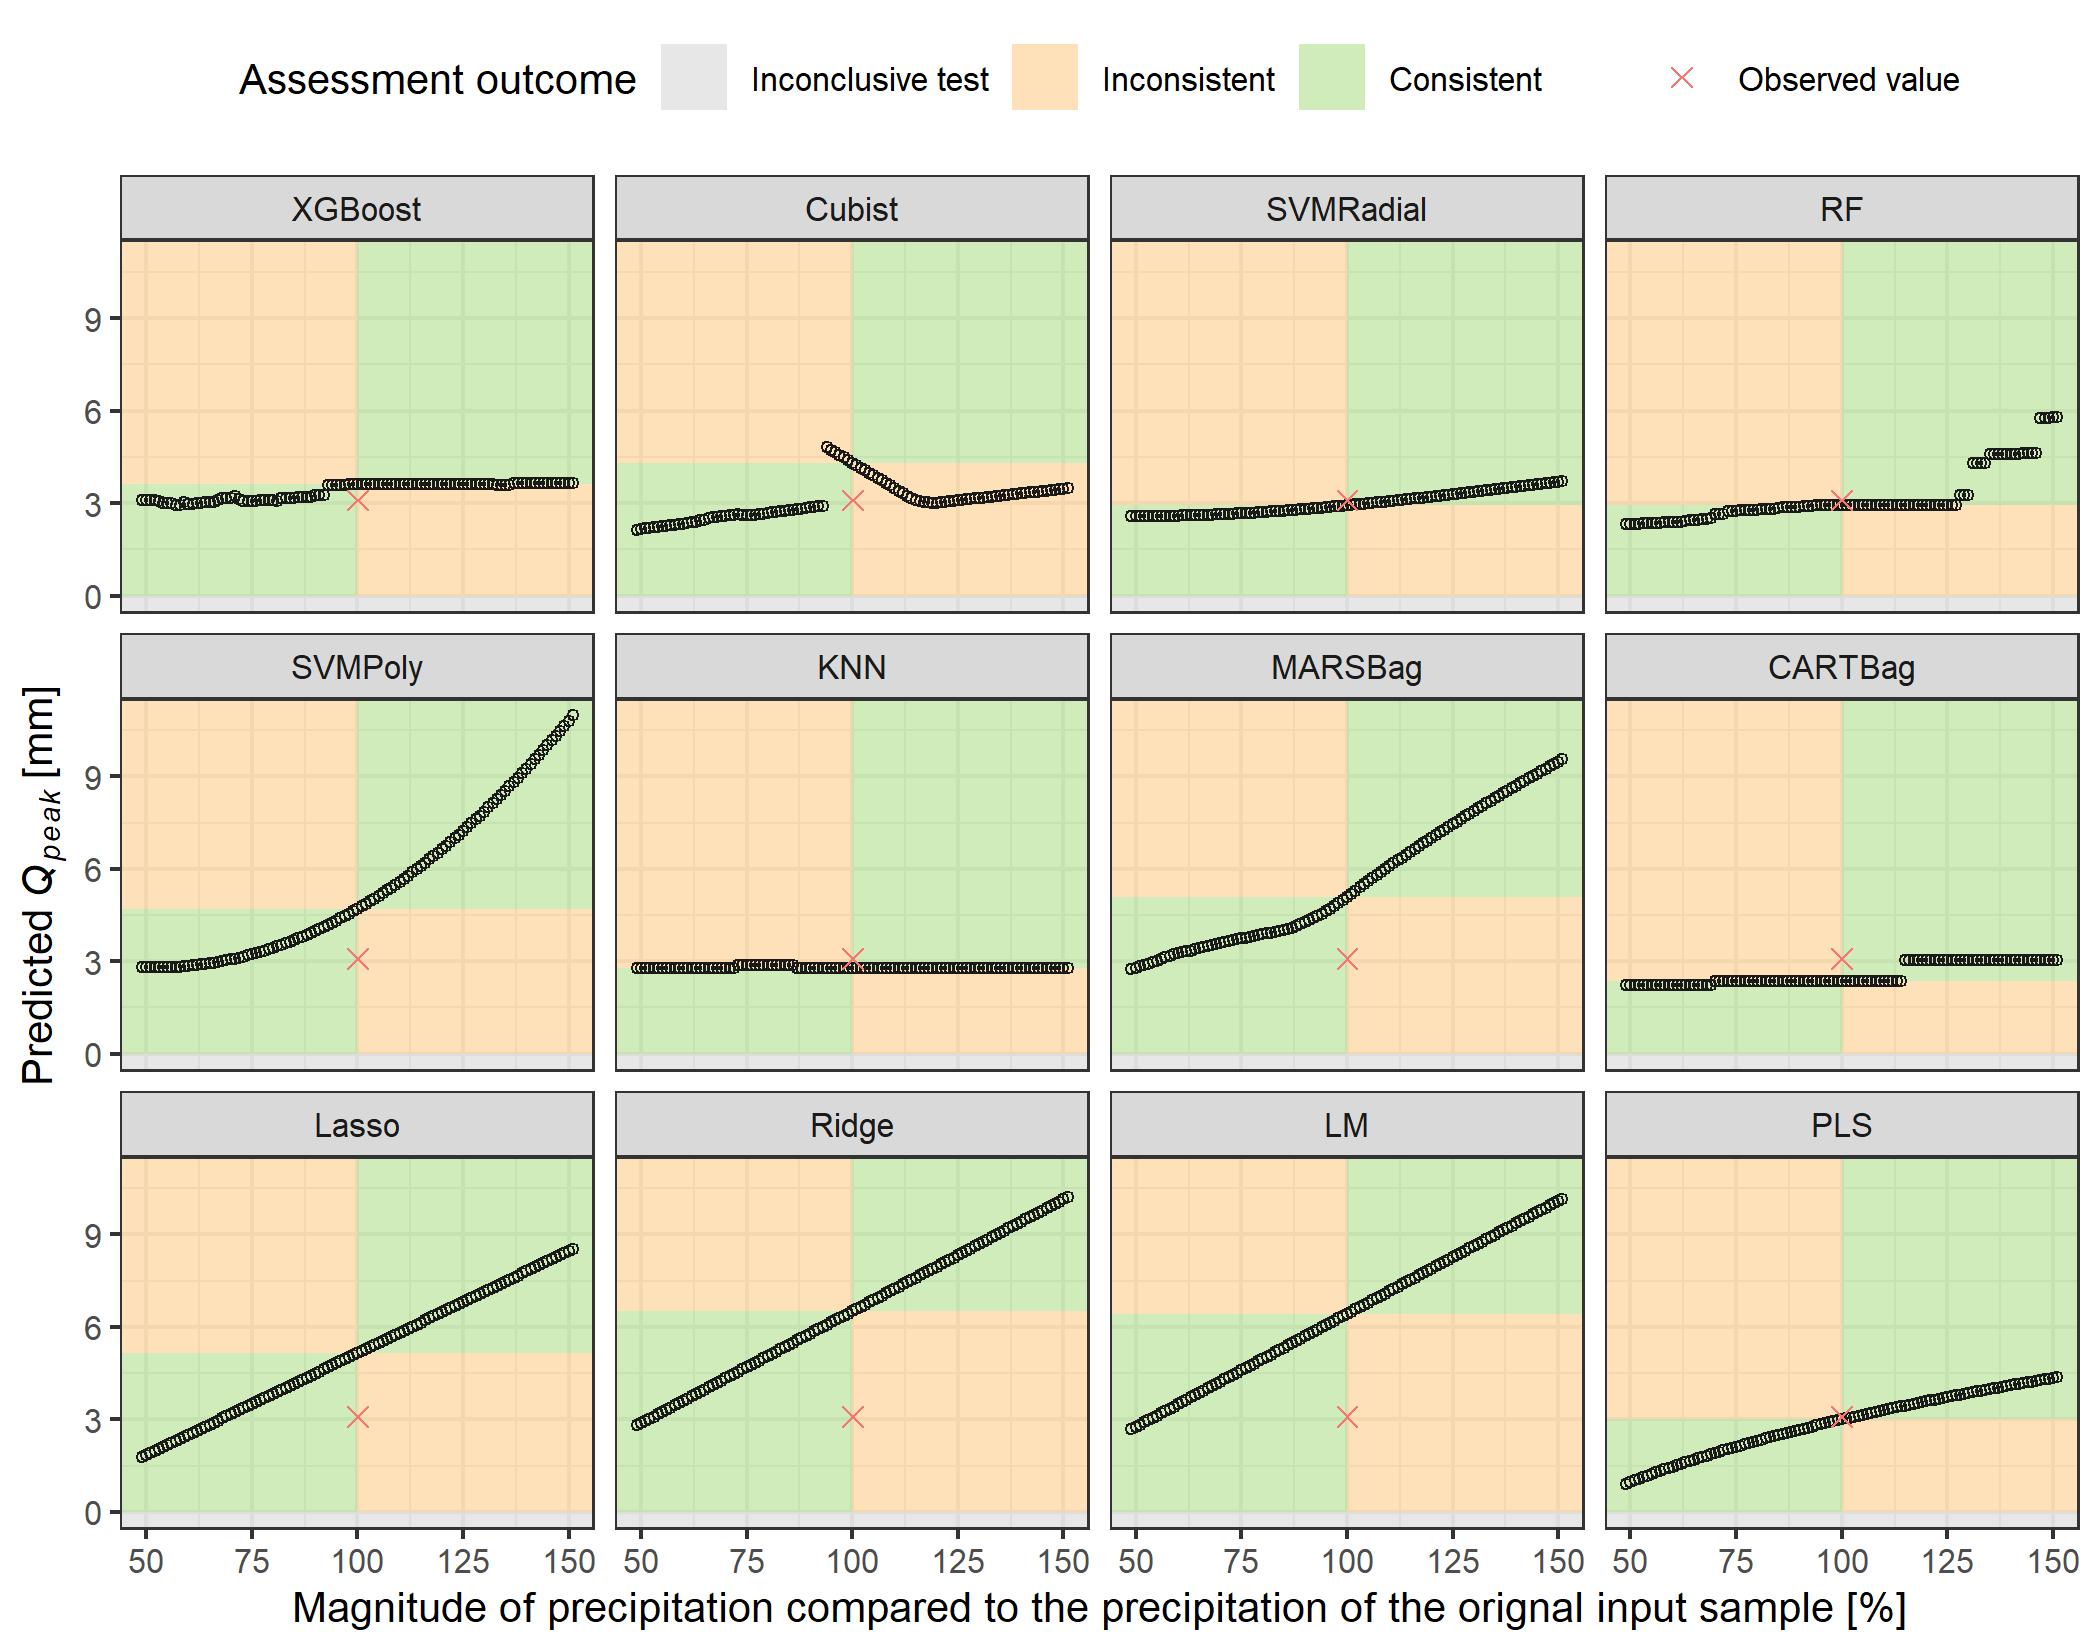 Assessment outcome Inconclusive test Inconsistent Consistent Observed value
XGBoost Cubist SVMRadial RF
9
6
3
0
SVMPoly KNN MARSBag CARTBag
9
6
3
0
Lasso Ridge LM PLS
9
6
3
0
50 75 100 125 150 50 75 100 125 150 50 75 100 125 150 50 75 100 125 150
Magnitude of precipitation compared to the precipitation of the orignal input sample [%]
Predicted Qpeak [mm]